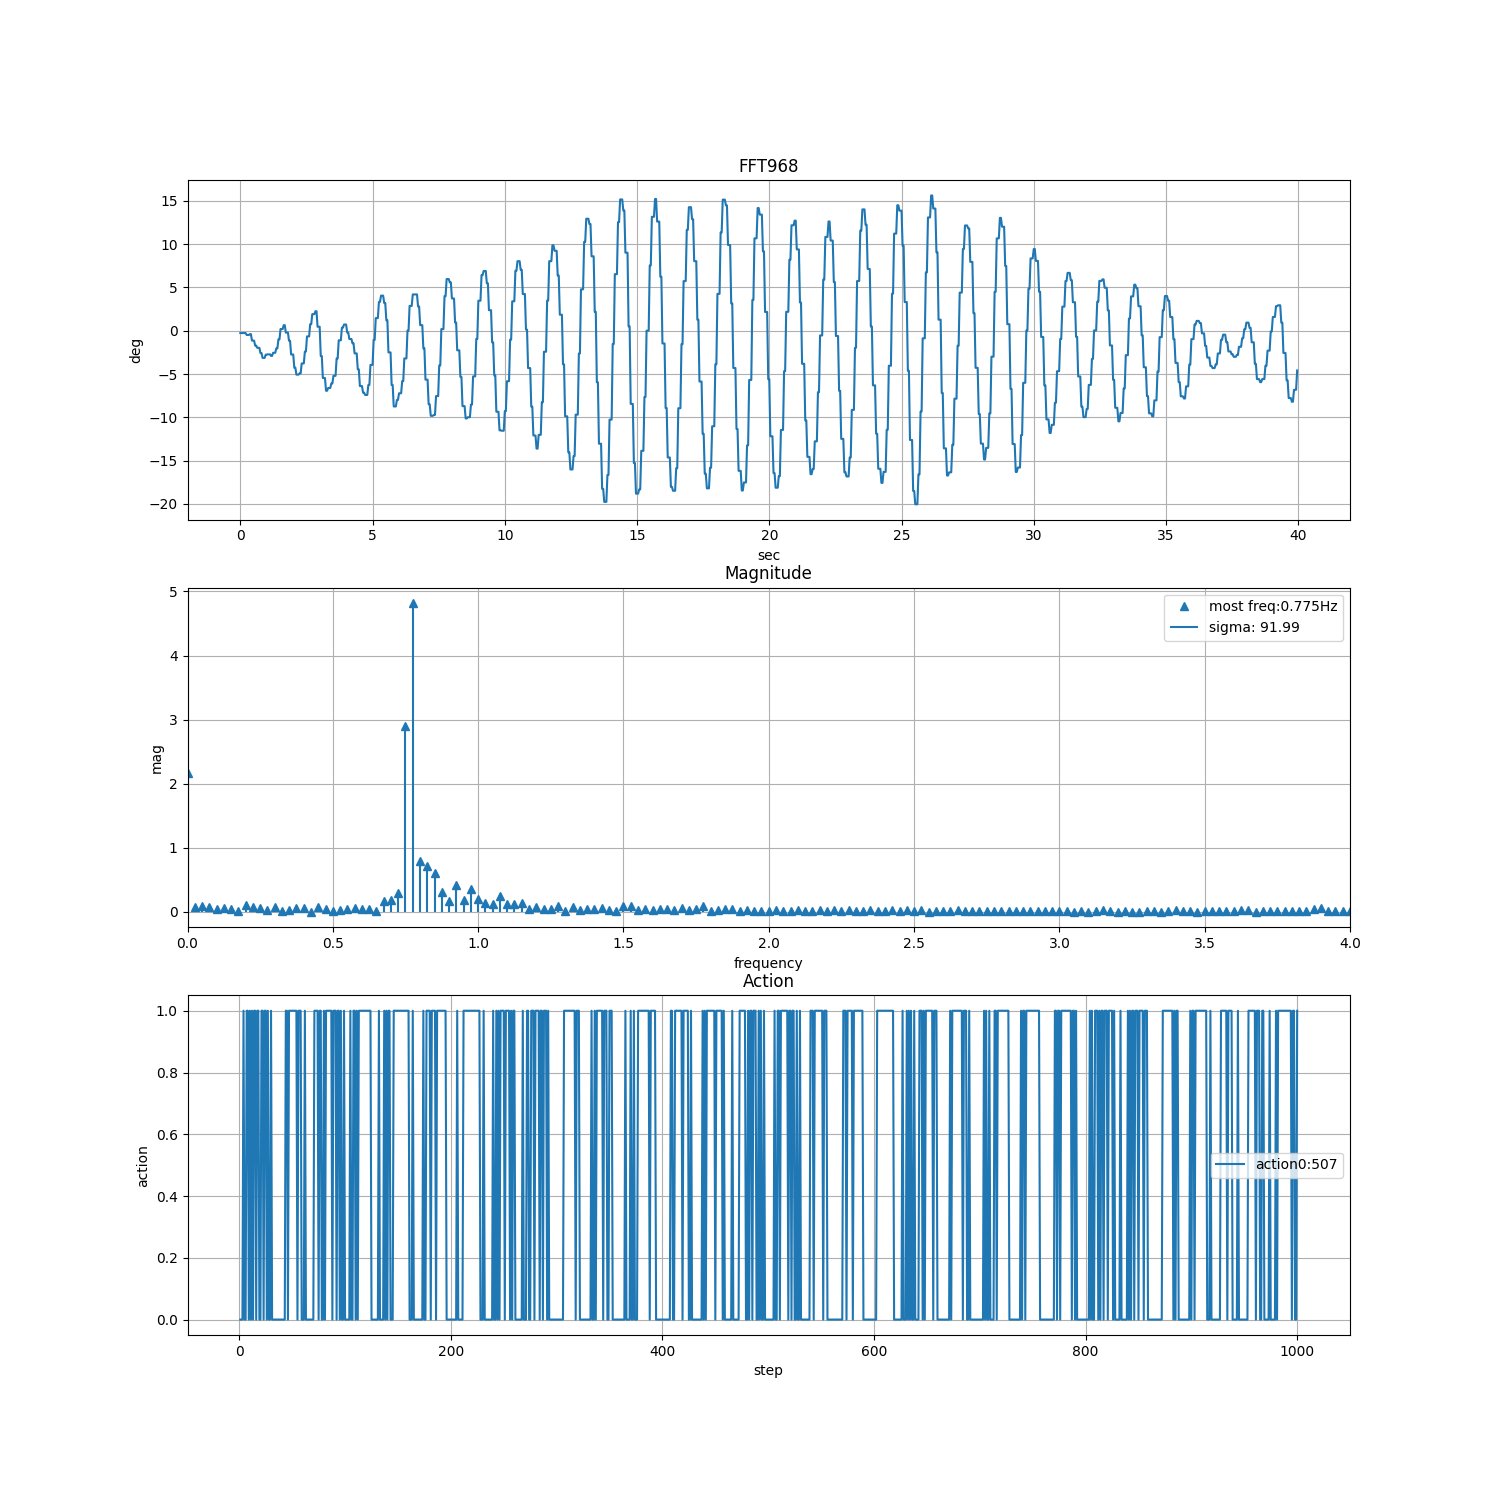 FFT968
15
10
5
0
−5
−10
−15
−20
deg
0 5 10 15 20 25 30 35 40
sec
Magnitude
5
4
3
2
1
0
mag
most freq:0.775Hz
sigma: 91.99
0.0 0.5 1.0 1.5 2.0 2.5 3.0 3.5 4.0
frequency
Action
1.0
0.8
0.6
0.4
0.2
0.0
action
action0:507
0 200 400 600 800 1000
step